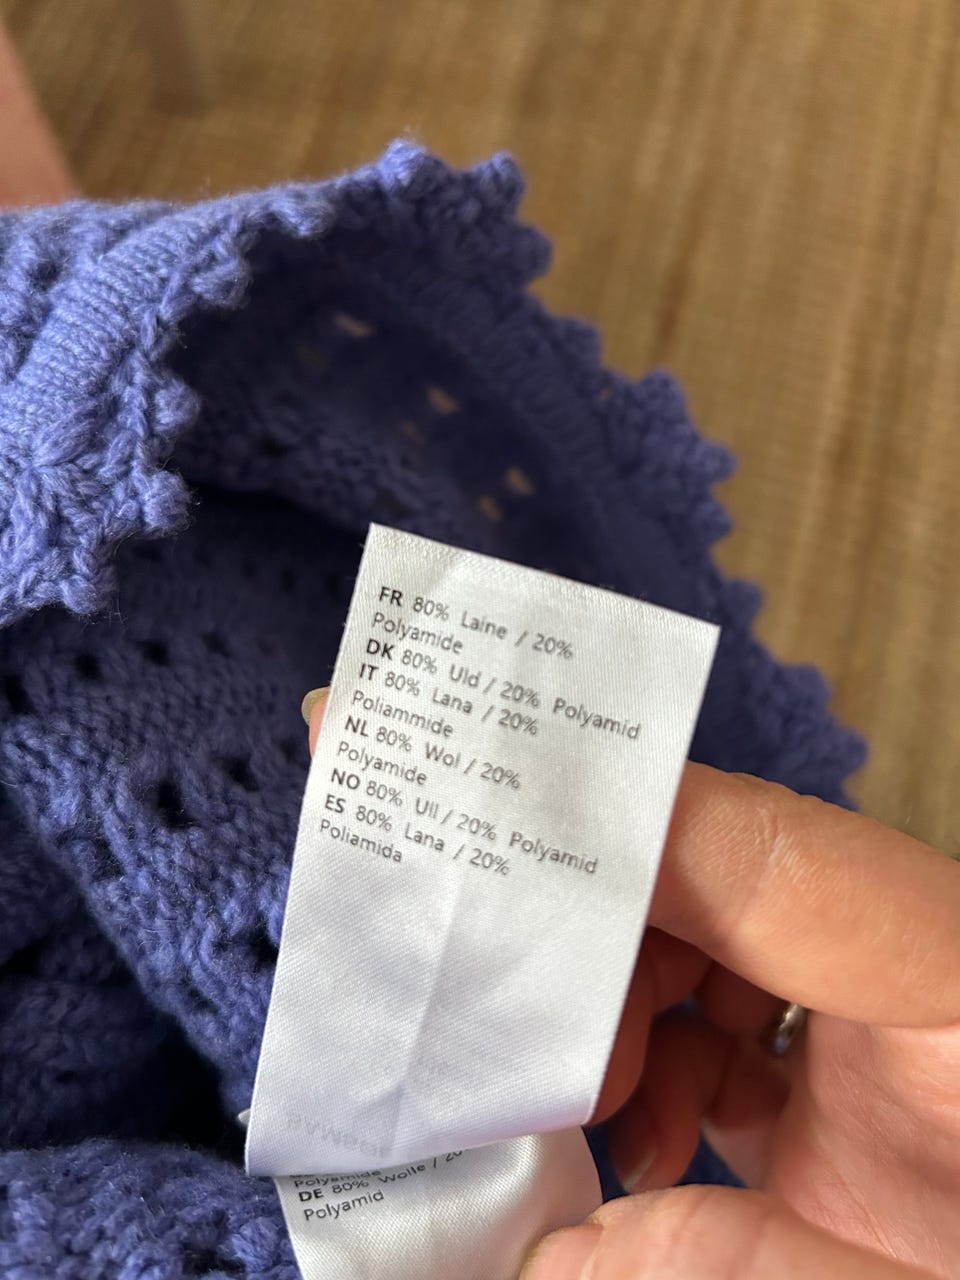 FR 80% Laine / 20%
Polyamide
DK 80% Uld / 20% Polyamid
IT 80% Lana / 20%
Poliammide
NL 80% Wol / 20%
Polyamide
NO 80% Ull / 20% Polyamid
ES 80% Lana / 20%
Poliamida
Polyamide
DE 80% Wolle / 20%
Polyamid